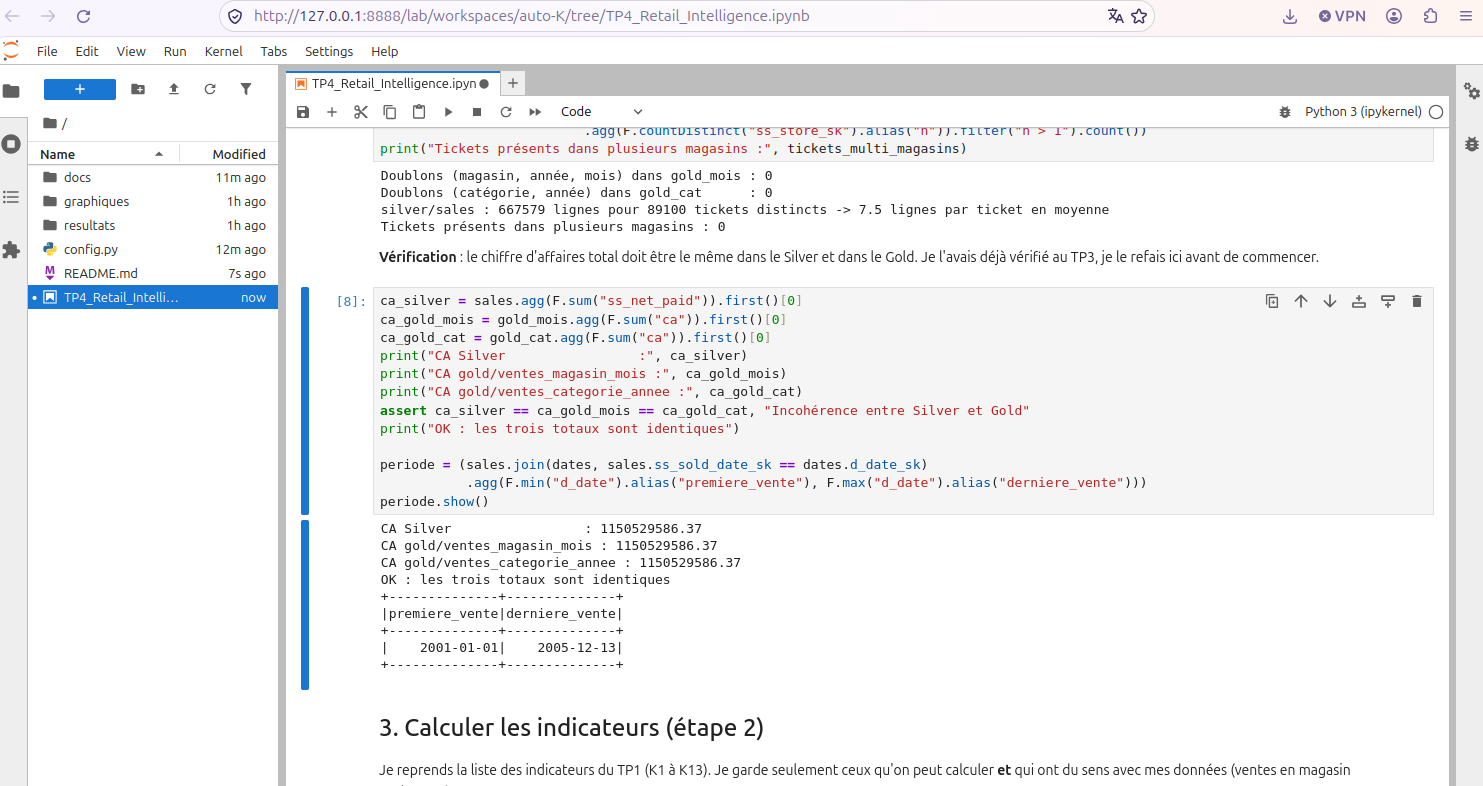 http://127.0.0.1:8888/lab/workspaces/auto-K/tree/TP4_Retail_Intelligence.ipynb
VPN
File Edit View Run Kernel Tabs Settings Help
TP4_Retail_Intelligence.ipyn
Code
Python 3 (ipykernel)
/
Name Modified
docs 11m ago
graphiques 1h ago
resultats 1h ago
config.py 12m ago
README.md 7s ago
TP4_Retail_Intelli... now
.agg(F.countDistinct("ss_store_sk").alias("n")).filter("n > 1").count())
print("Tickets présents dans plusieurs magasins :", tickets_multi_magasins)
Doublons (magasin, année, mois) dans gold_mois : 0
Doublons (catégorie, année) dans gold_cat      : 0
silver/sales : 667579 lignes pour 89100 tickets distincts -> 7.5 lignes par ticket en moyenne
Tickets présents dans plusieurs magasins : 0
Vérification : le chiffre d'affaires total doit être le même dans le Silver et dans le Gold. Je l'avais déjà vérifié au TP3, je le refais ici avant de commencer.
[8]:
ca_silver = sales.agg(F.sum("ss_net_paid")).first()[0]
ca_gold_mois = gold_mois.agg(F.sum("ca")).first()[0]
ca_gold_cat = gold_cat.agg(F.sum("ca")).first()[0]
print("CA Silver                 :", ca_silver)
print("CA gold/ventes_magasin_mois :", ca_gold_mois)
print("CA gold/ventes_categorie_annee :", ca_gold_cat)
assert ca_silver == ca_gold_mois == ca_gold_cat, "Incohérence entre Silver et Gold"
print("OK : les trois totaux sont identiques")
periode = (sales.join(dates, sales.ss_sold_date_sk == dates.d_date_sk)
.agg(F.min("d_date").alias("premiere_vente"), F.max("d_date").alias("derniere_vente")))
periode.show()
CA Silver                 : 1150529586.37
CA gold/ventes_magasin_mois : 1150529586.37
CA gold/ventes_categorie_annee : 1150529586.37
OK : les trois totaux sont identiques
+--------------+--------------+
|premiere_vente|derniere_vente|
+--------------+--------------+
|    2001-01-01|    2005-12-13|
+--------------+--------------+
3. Calculer les indicateurs (étape 2)
Je reprends la liste des indicateurs du TP1 (K1 à K13). Je garde seulement ceux qu'on peut calculer et qui ont du sens avec mes données (ventes en magasin